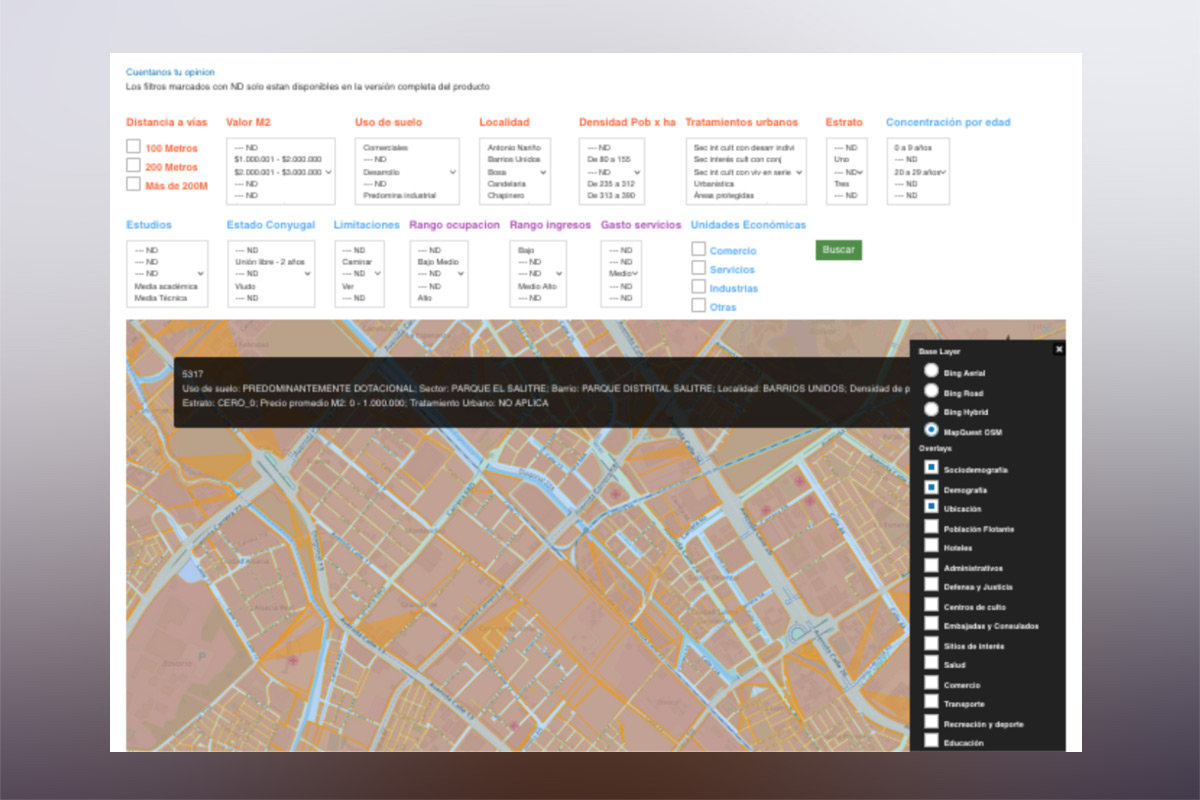 Cuentanos tu opinion
Los filtros marcados con ND solo estan disponibles en la versión completa del producto
Distancia a vías
100 Metros
200 Metros
Más de 200M
Valor M2
--- ND
$1.000.001 - $2.000.000
$2.000.001 - $3.000.000
--- ND
--- ND
Uso de suelo
Comerciales
--- ND
Desarrollo
--- ND
Predomina industrial
Localidad
Antonio Nariño
Barrios Unidos
Bosa
Candelaria
Chapinero
Densidad Pob x ha
--- ND
De 80 a 155
--- ND
De 235 a 312
De 313 a 390
Tratamientos urbanos
Sec int cult con desarr indivi
Sec interés cult con conj
Sec int cult con viv en serie
Urbanística
Áreas protegidas
Estrato
--- ND
Uno
--- ND
Tres
--- ND
Concentración por edad
0 a 9 años
--- ND
20 a 29 años
--- ND
--- ND
Estudios
--- ND
--- ND
--- ND
Media académica
Media Técnica
Estado Conyugal
--- ND
Unión libre - 2 años
--- ND
Viudo
--- ND
Limitaciones
--- ND
Caminar
--- ND
Ver
--- ND
Rango ocupacion
--- ND
Bajo Medio
--- ND
--- ND
Alto
Rango ingresos
Bajo
--- ND
--- ND
Medio Alto
--- ND
Gasto servicios
--- ND
--- ND
Medio
--- ND
--- ND
Unidades Económicas
Comercio
Servicios
Industrias
Otras
Buscar
5317
Uso de suelo: PREDOMINANTEMENTE DOTACIONAL; Sector: PARQUE EL SALITRE; Barrio: PARQUE DISTRITAL SALITRE; Localidad: BARRIOS UNIDOS; Densidad de p
Estrato: CERO_0; Precio promedio M2: 0 - 1.000.000; Tratamiento Urbano: NO APLICA
Base Layer
Bing Aerial
Bing Road
Bing Hybrid
MapQuest OSM
Overlays
Sociodemografía
Demografía
Ubicación
Población Flotante
Hoteles
Administrativos
Defensa y Justicia
Centros de culto
Embajadas y Consulados
Sitios de interés
Salud
Comercio
Transporte
Recreación y deporte
Educación